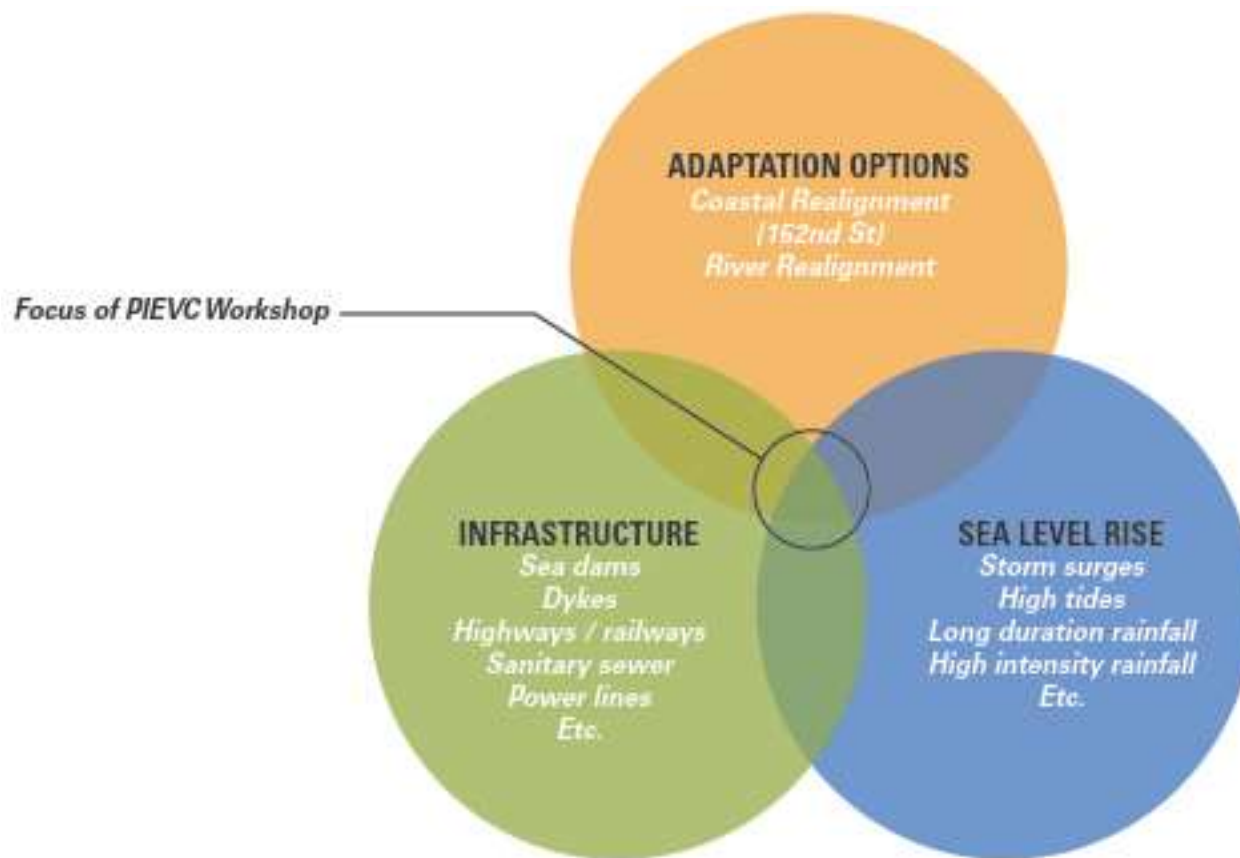 ADAPTATION OPTIONS
Coastal Realignment
(152nd St)
River Realignment
Focus of PIEVC Workshop
INFRASTRUCTURE
Sea dams
Dykes
Highways / railways
Sanitary sewer
Power lines
Etc.
SEA LEVEL RISE
Storm surges
High tides
Long duration rainfall
High intensity rainfall
Etc.